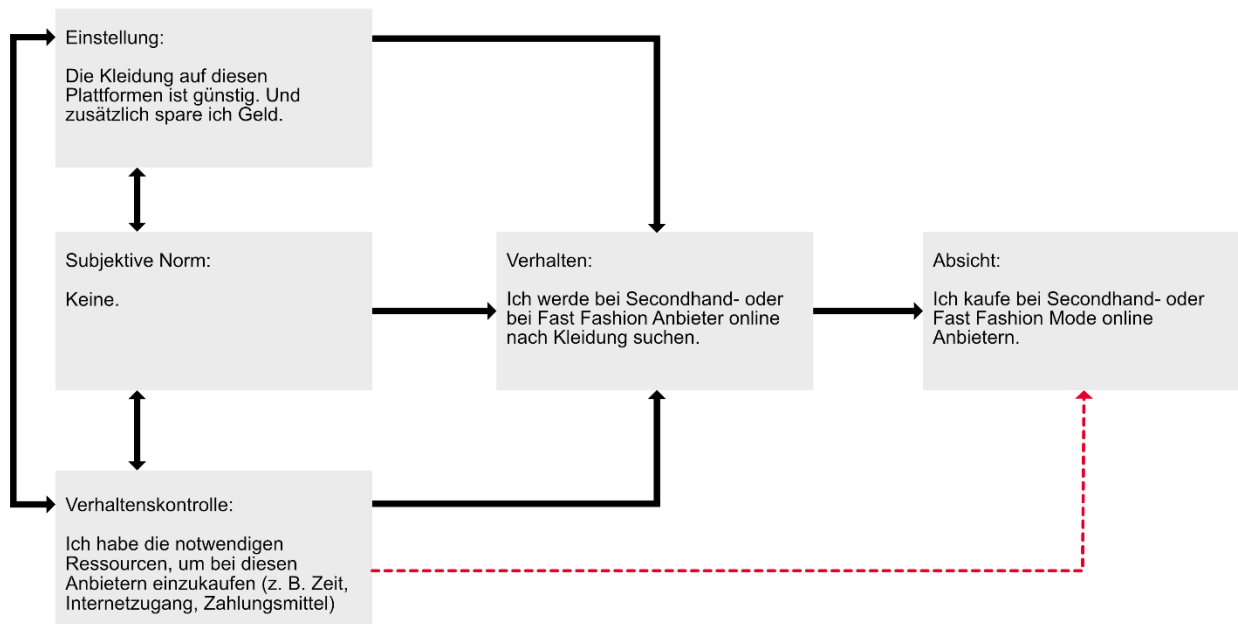 Einstellung:
Die Kleidung auf diesen
Plattformen ist günstig. Und
zusätzlich spare ich Geld.
Subjektive Norm:
Keine.
Verhalten:
Ich werde bei Secondhand- oder
bei Fast Fashion Anbieter online
nach Kleidung suchen.
Absicht:
Ich kaufe bei Secondhand- oder
Fast Fashion Mode online
Anbietern.
Verhaltenskontrolle:
Ich habe die notwendigen
Ressourcen, um bei diesen
Anbietern einzukaufen (z. B. Zeit,
Internetzugang, Zahlungsmittel)